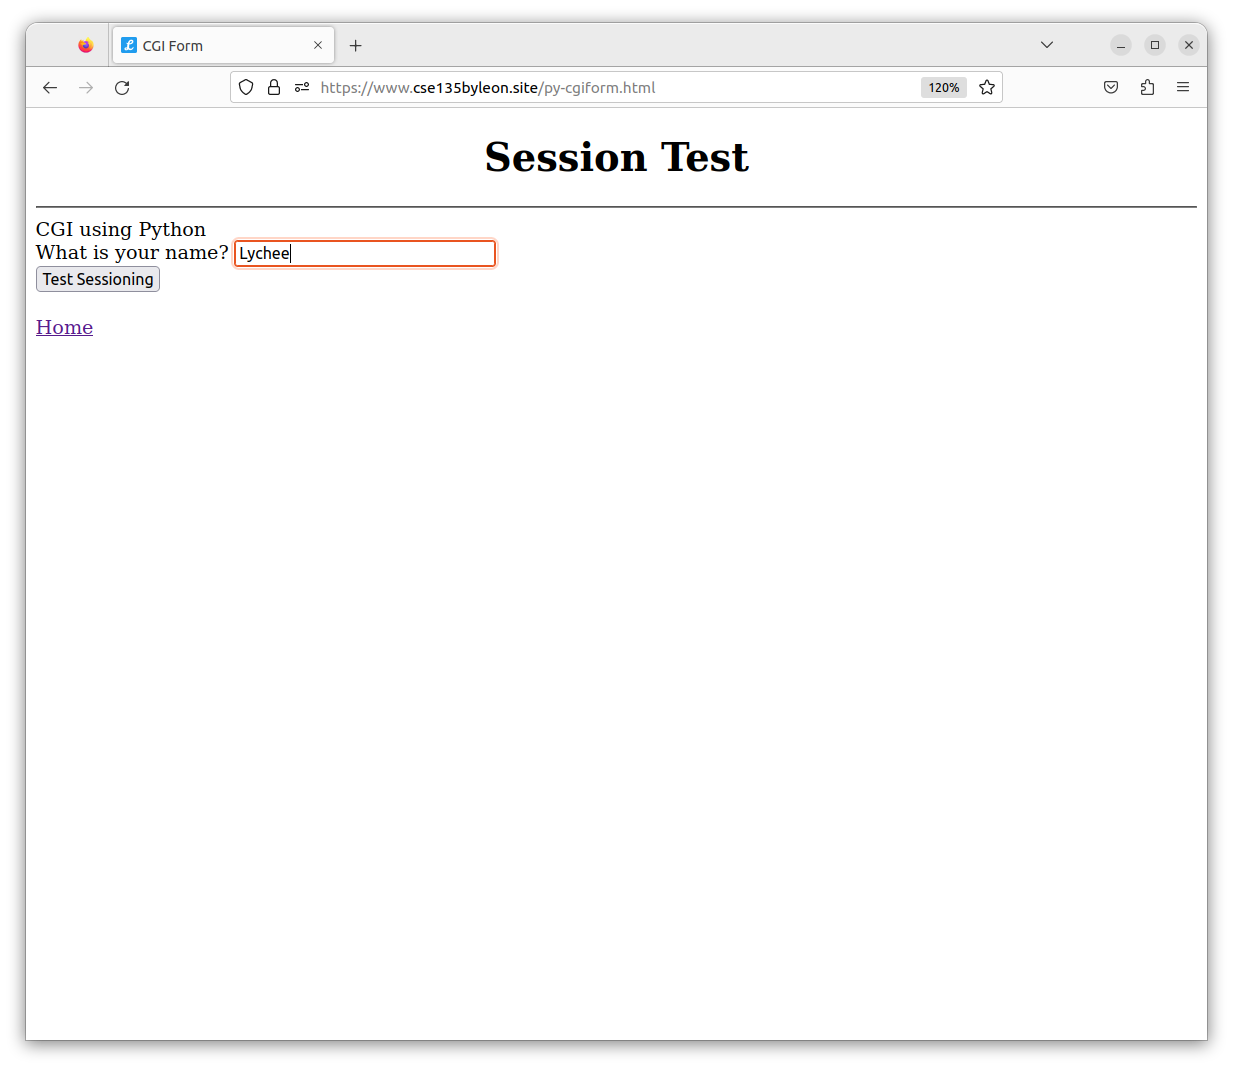 CGI Form
https://www.cse135byleon.site/py-cgiform.html 120%
Session Test
CGI using Python
What is your name? Lychee
Test Sessioning
Home